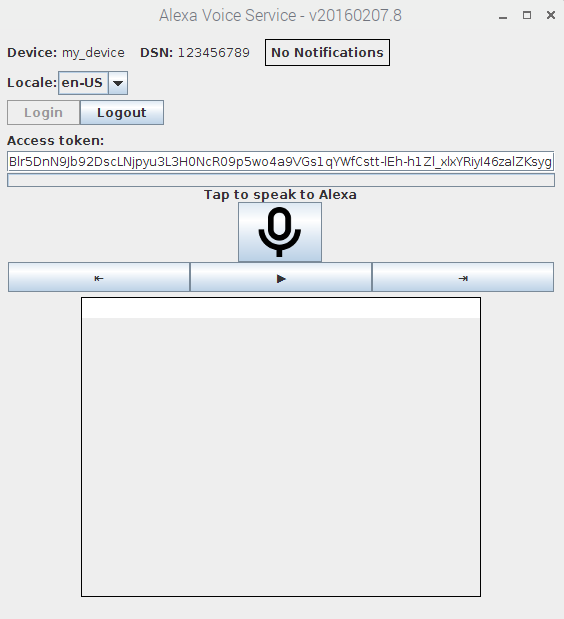 Alexa Voice Service - v20160207.8
Device: my_device DSN: 123456789 No Notifications
Locale: en-US
Login Logout
Access token:
Blr5DnN9Jb92DscLNjpyu3L3H0NcR09p5wo4a9VGs1qYWfCstt-lEh-h1Zl_xlxYRiyI46zalZKsyg
Tap to speak to Alexa